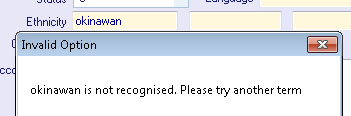 Status
Language
Ethnicity okinawan
Invalid Option
okinawan is not recognised. Please try another term